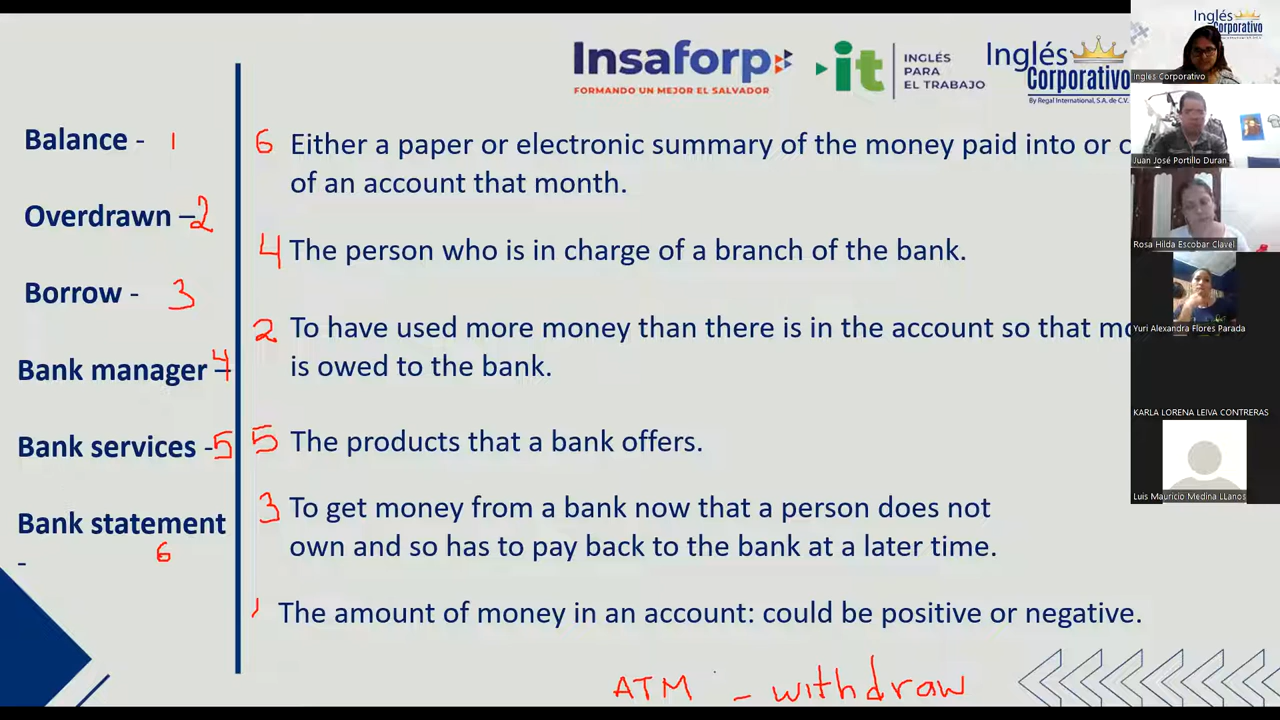 Insaforp
FORMANDO UN MEJOR EL SALVADOR
it
INGLÉS
PARA
EL TRABAJO
Inglés
Corporativo
By Regal International, S.A. de C.V.
Inglés
Corporativo
Ingles Corporativo
Juan José Portillo Duran
Rosa Hilda Escobar Clavel
Yuri Alexandra Flores Parada
KARLA LORENA LEIVA CONTRERAS
Luis Mauricio Medina LLanos
Balance - 1
Overdrawn – 2
Borrow - 3
Bank manager – 4
Bank services - 5
Bank statement
- 6
6 Either a paper or electronic summary of the money paid into or
of an account that month.
4 The person who is in charge of a branch of the bank.
2 To have used more money than there is in the account so that
is owed to the bank.
5 The products that a bank offers.
3 To get money from a bank now that a person does not
own and so has to pay back to the bank at a later time.
1 The amount of money in an account: could be positive or negative.
ATM - withdraw